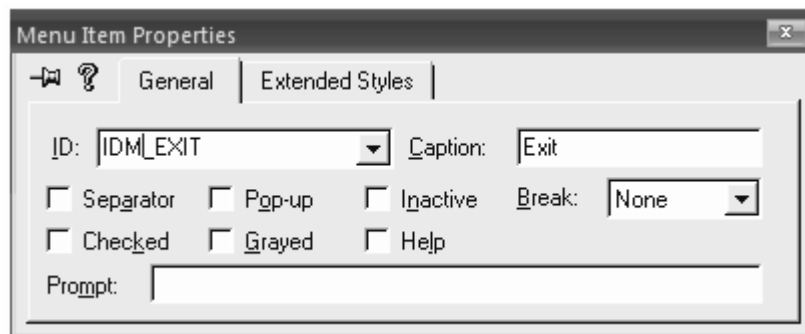 Menu Item Properties
General Extended Styles
ID: IDM_EXIT Caption: Exit
Separator Pop-up Inactive Break: None
Checked Grayed Help
Prompt: